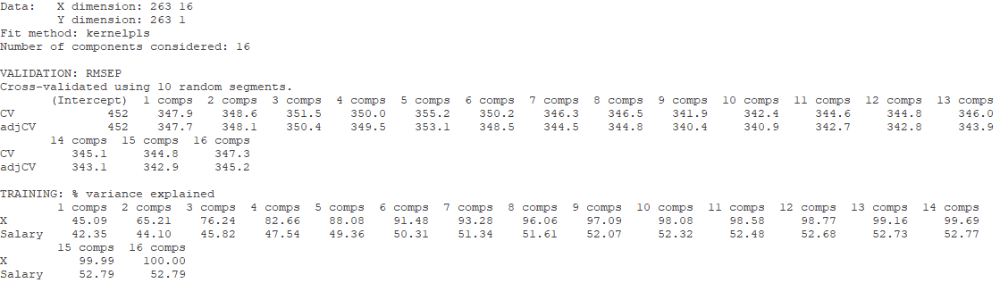 Data:   X dimension: 263 16
        Y dimension: 263 1
Fit method: kernelpls
Number of components considered: 16

VALIDATION: RMSEP
Cross-validated using 10 random segments.
       (Intercept)  1 comps  2 comps  3 comps  4 comps  5 comps  6 comps  7 comps  8 comps  9 comps  10 comps  11 comps  12 comps  13 comps
CV             452    347.9    348.6    351.5    350.0    355.2    350.2    346.3    346.5    341.9     342.4     344.6     344.8     346.0
adjCV          452    347.7    348.1    350.4    349.5    353.1    348.5    344.5    344.8    340.4     340.9     342.7     342.8     343.9
       14 comps  15 comps  16 comps
CV        345.1     344.8     347.3
adjCV     343.1     342.9     345.2

TRAINING: % variance explained
        1 comps  2 comps  3 comps  4 comps  5 comps  6 comps  7 comps  8 comps  9 comps  10 comps  11 comps  12 comps  13 comps  14 comps
X         45.09    65.21    76.24    82.66    88.08    91.48    93.28    96.06    97.09     98.08     98.58     98.77     99.16     99.69
Salary    42.35    44.10    45.82    47.54    49.36    50.31    51.34    51.61    52.07     52.32     52.48     52.68     52.73     52.77
        15 comps  16 comps
X          99.99    100.00
Salary     52.79     52.79